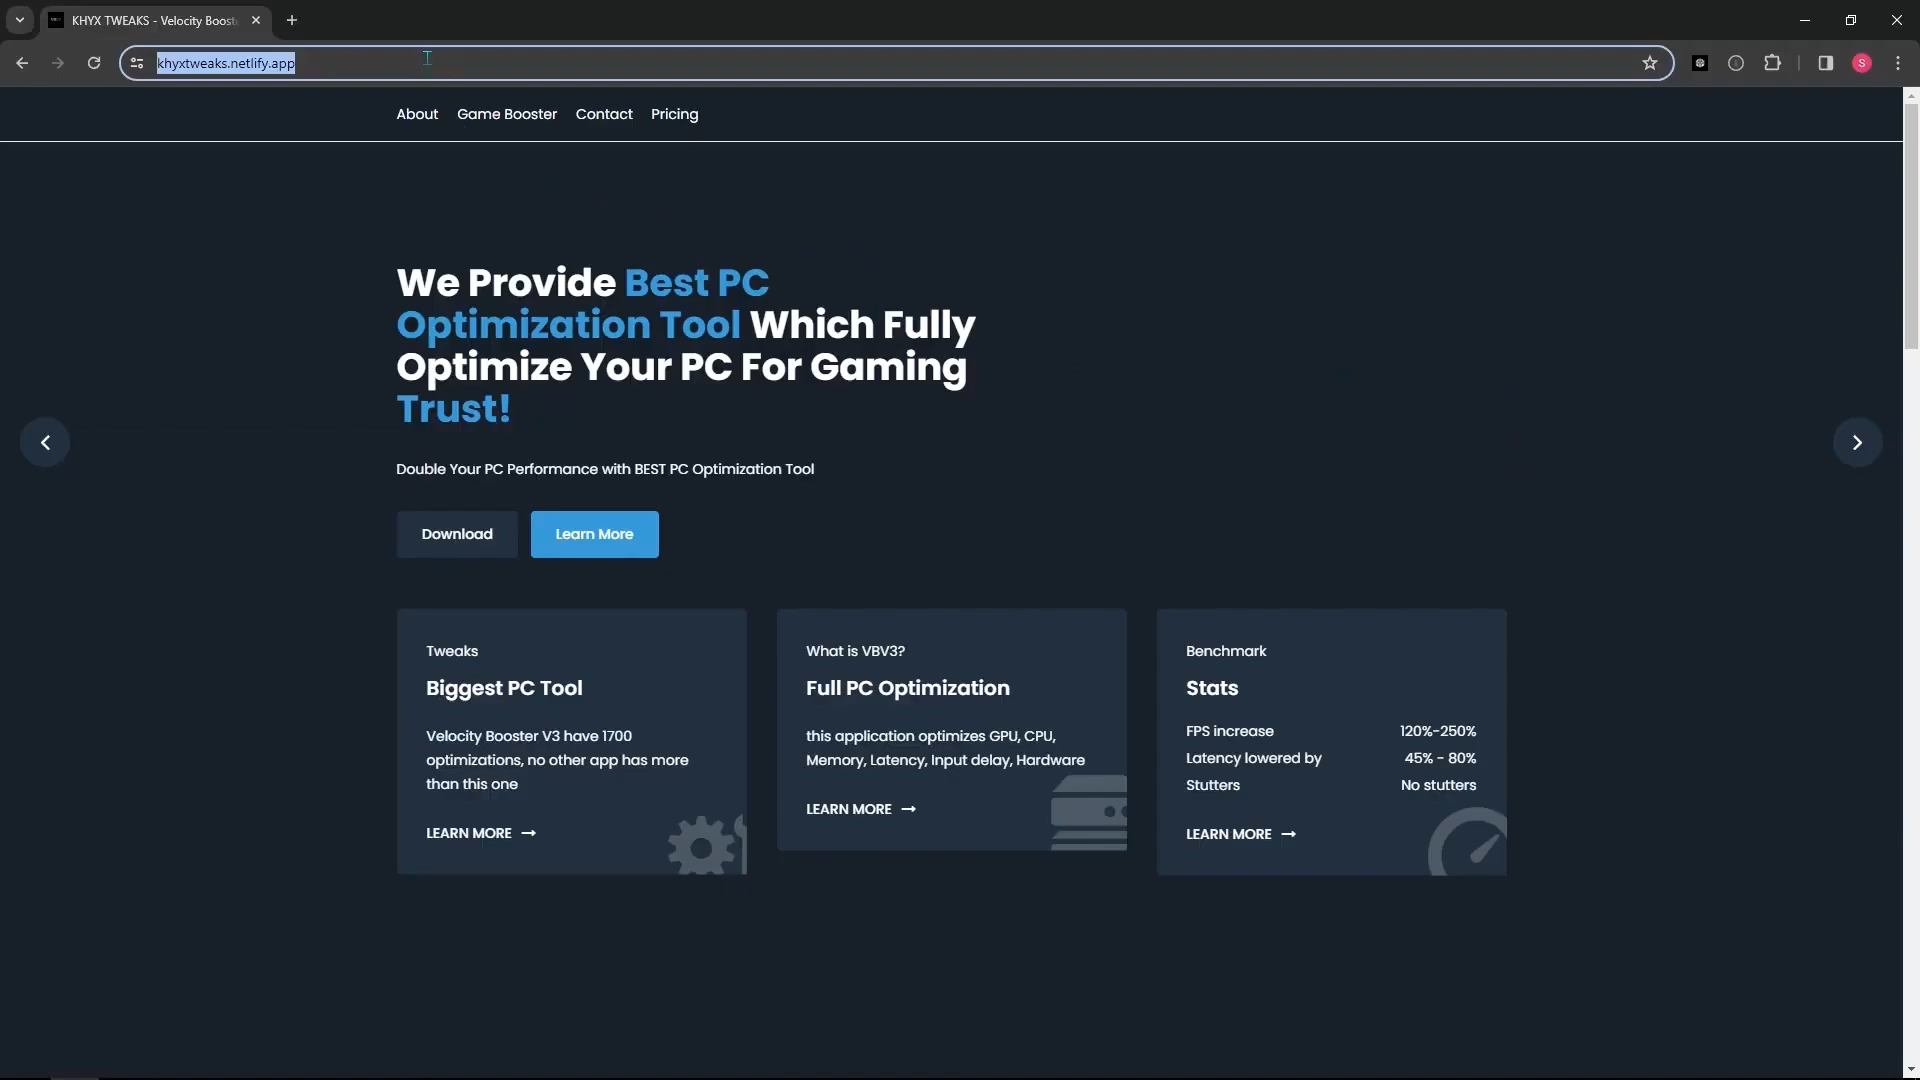 KHYX TWEAKS - Velocity Boost
khyxtweaks.netlify.app
S
About Game Booster Contact Pricing
We Provide Best PC
Optimization Tool Which Fully
Optimize Your PC For Gaming
Trust!
Double Your PC Performance with BEST PC Optimization Tool
Download Learn More
Tweaks
Biggest PC Tool
Velocity Booster V3 have 1700
optimizations, no other app has more
than this one
LEARN MORE
What is VBV3?
Full PC Optimization
this application optimizes GPU, CPU,
Memory, Latency, Input delay, Hardware
LEARN MORE
Benchmark
Stats
FPS increase 120%-250%
Latency lowered by 45% - 80%
Stutters No stutters
LEARN MORE